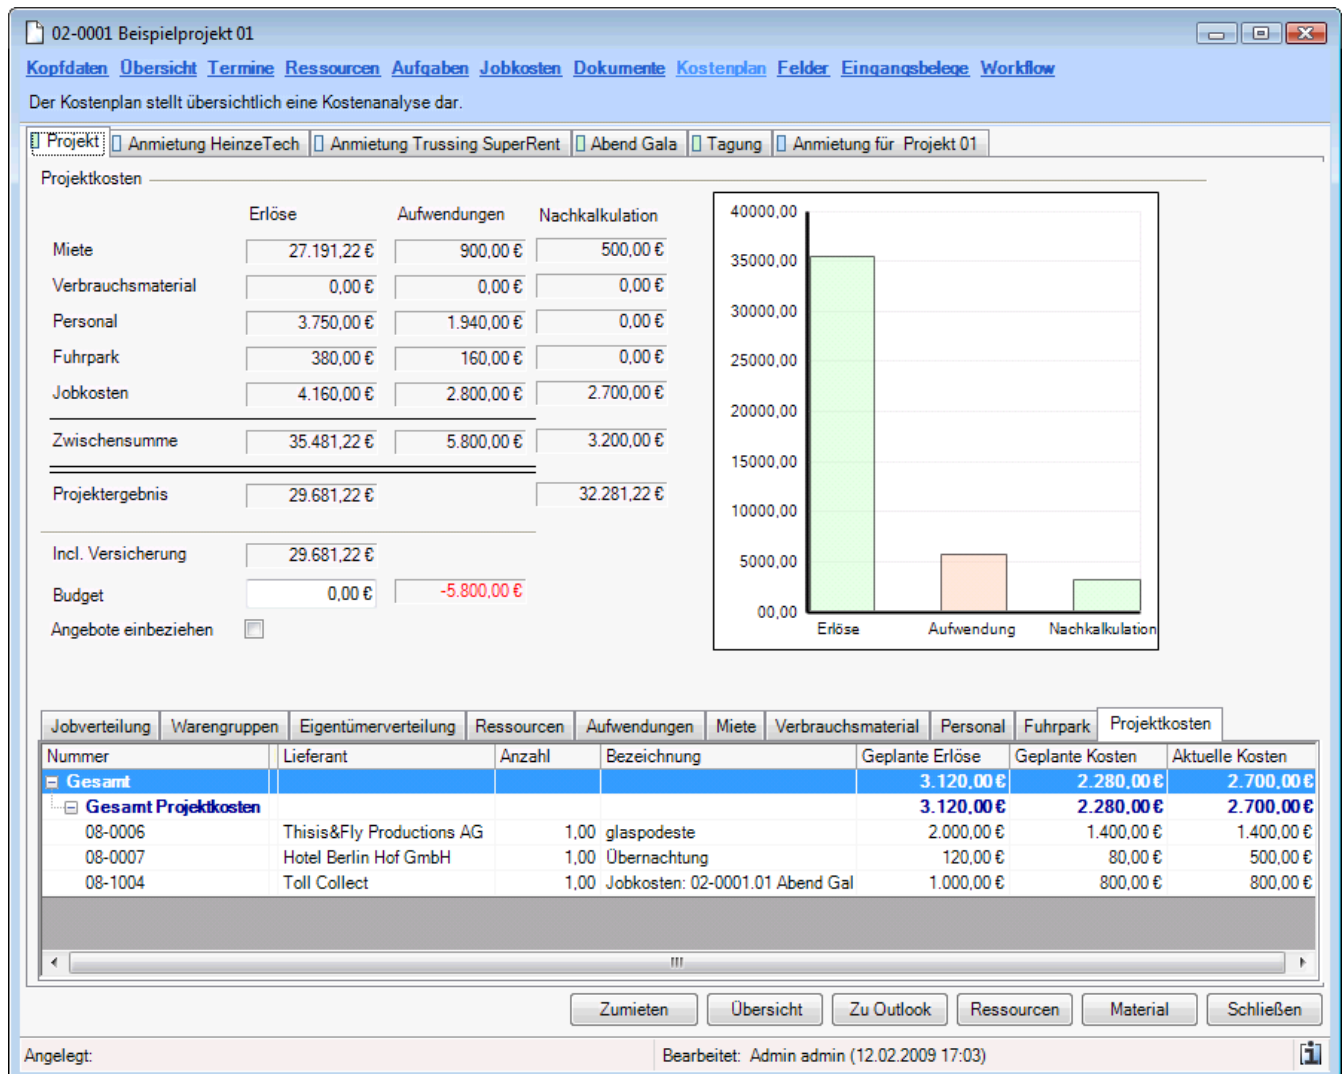 02-0001 Beispielprojekt 01
Kopfdaten Übersicht Termine Ressourcen Aufgaben Jobkosten Dokumente Kostenplan Felder Eingangsbelege Workflow
Der Kostenplan stellt übersichtlich eine Kostenanalyse dar.
Projekt Anmietung HeinzeTech Anmietung Trussing SuperRent Abend Gala Tagung Anmietung für Projekt 01
Projektkosten
Erlöse Aufwendungen Nachkalkulation
Miete 27.191,22 € 900,00 € 500,00 €
Verbrauchsmaterial 0,00 € 0,00 € 0,00 €
Personal 3.750,00 € 1.940,00 € 0,00 €
Fuhrpark 380,00 € 160,00 € 0,00 €
Jobkosten 4.160,00 € 2.800,00 € 2.700,00 €
Zwischensumme 35.481,22 € 5.800,00 € 3.200,00 €
Projektergebnis 29.681,22 € 32.281,22 €
Incl. Versicherung 29.681,22 €
Budget 0,00 € -5.800,00 €
Angebote einbeziehen
40000,00
35000,00
30000,00
25000,00
20000,00
15000,00
10000,00
5000,00
00,00
Erlöse Aufwendung Nachkalkulation
Jobverteilung Warengruppen Eigentümerverteilung Ressourcen Aufwendungen Miete Verbrauchsmaterial Personal Fuhrpark Projektkosten
Nummer Lieferant Anzahl Bezeichnung Geplante Erlöse Geplante Kosten Aktuelle Kosten
Gesamt 3.120,00 € 2.280,00 € 2.700,00 €
Gesamt Projektkosten 3.120,00 € 2.280,00 € 2.700,00 €
08-0006 Thisis&Fly Productions AG 1,00 glaspodeste 2.000,00 € 1.400,00 € 1.400,00 €
08-0007 Hotel Berlin Hof GmbH 1,00 Übernachtung 120,00 € 80,00 € 500,00 €
08-1004 Toll Collect 1,00 Jobkosten: 02-0001.01 Abend Gal 1.000,00 € 800,00 € 800,00 €
Zumieten Übersicht Zu Outlook Ressourcen Material Schließen
Angelegt: Bearbeitet: Admin admin (12.02.2009 17:03)